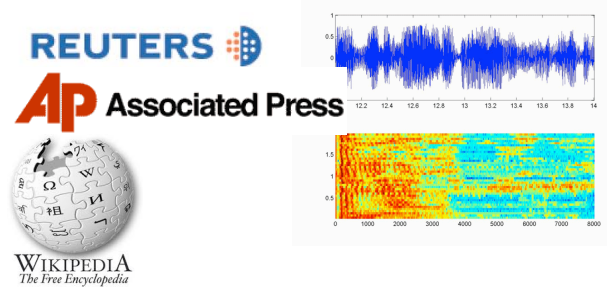 REUTERS
AP Associated Press
Ω
W
И
祖
WIKIPEDIA
The Free Encyclopedia
1
0.5
0
12.2 12.4 12.6 12.8 13 13.2 13.4 13.6 13.8 14
1.5
1
0.5
0 1000 2000 3000 4000 5000 6000 7000 8000